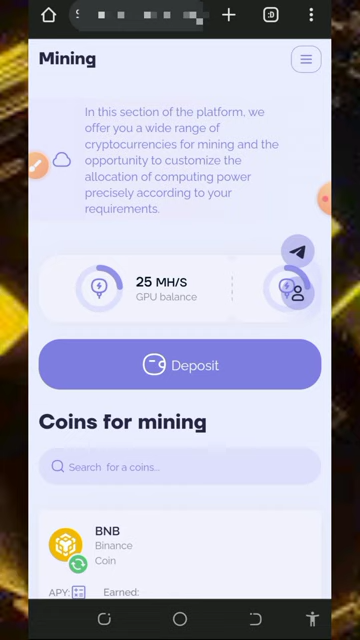 :D
Mining
In this section of the platform, we
offer you a wide range of
cryptocurrencies for mining and the
opportunity to customize the
allocation of computing power
precisely according to your
requirements.
25 MH/S
GPU balance
Deposit
Coins for mining
Search for a coins...
BNB
Binance
Coin
APY:
Earned: